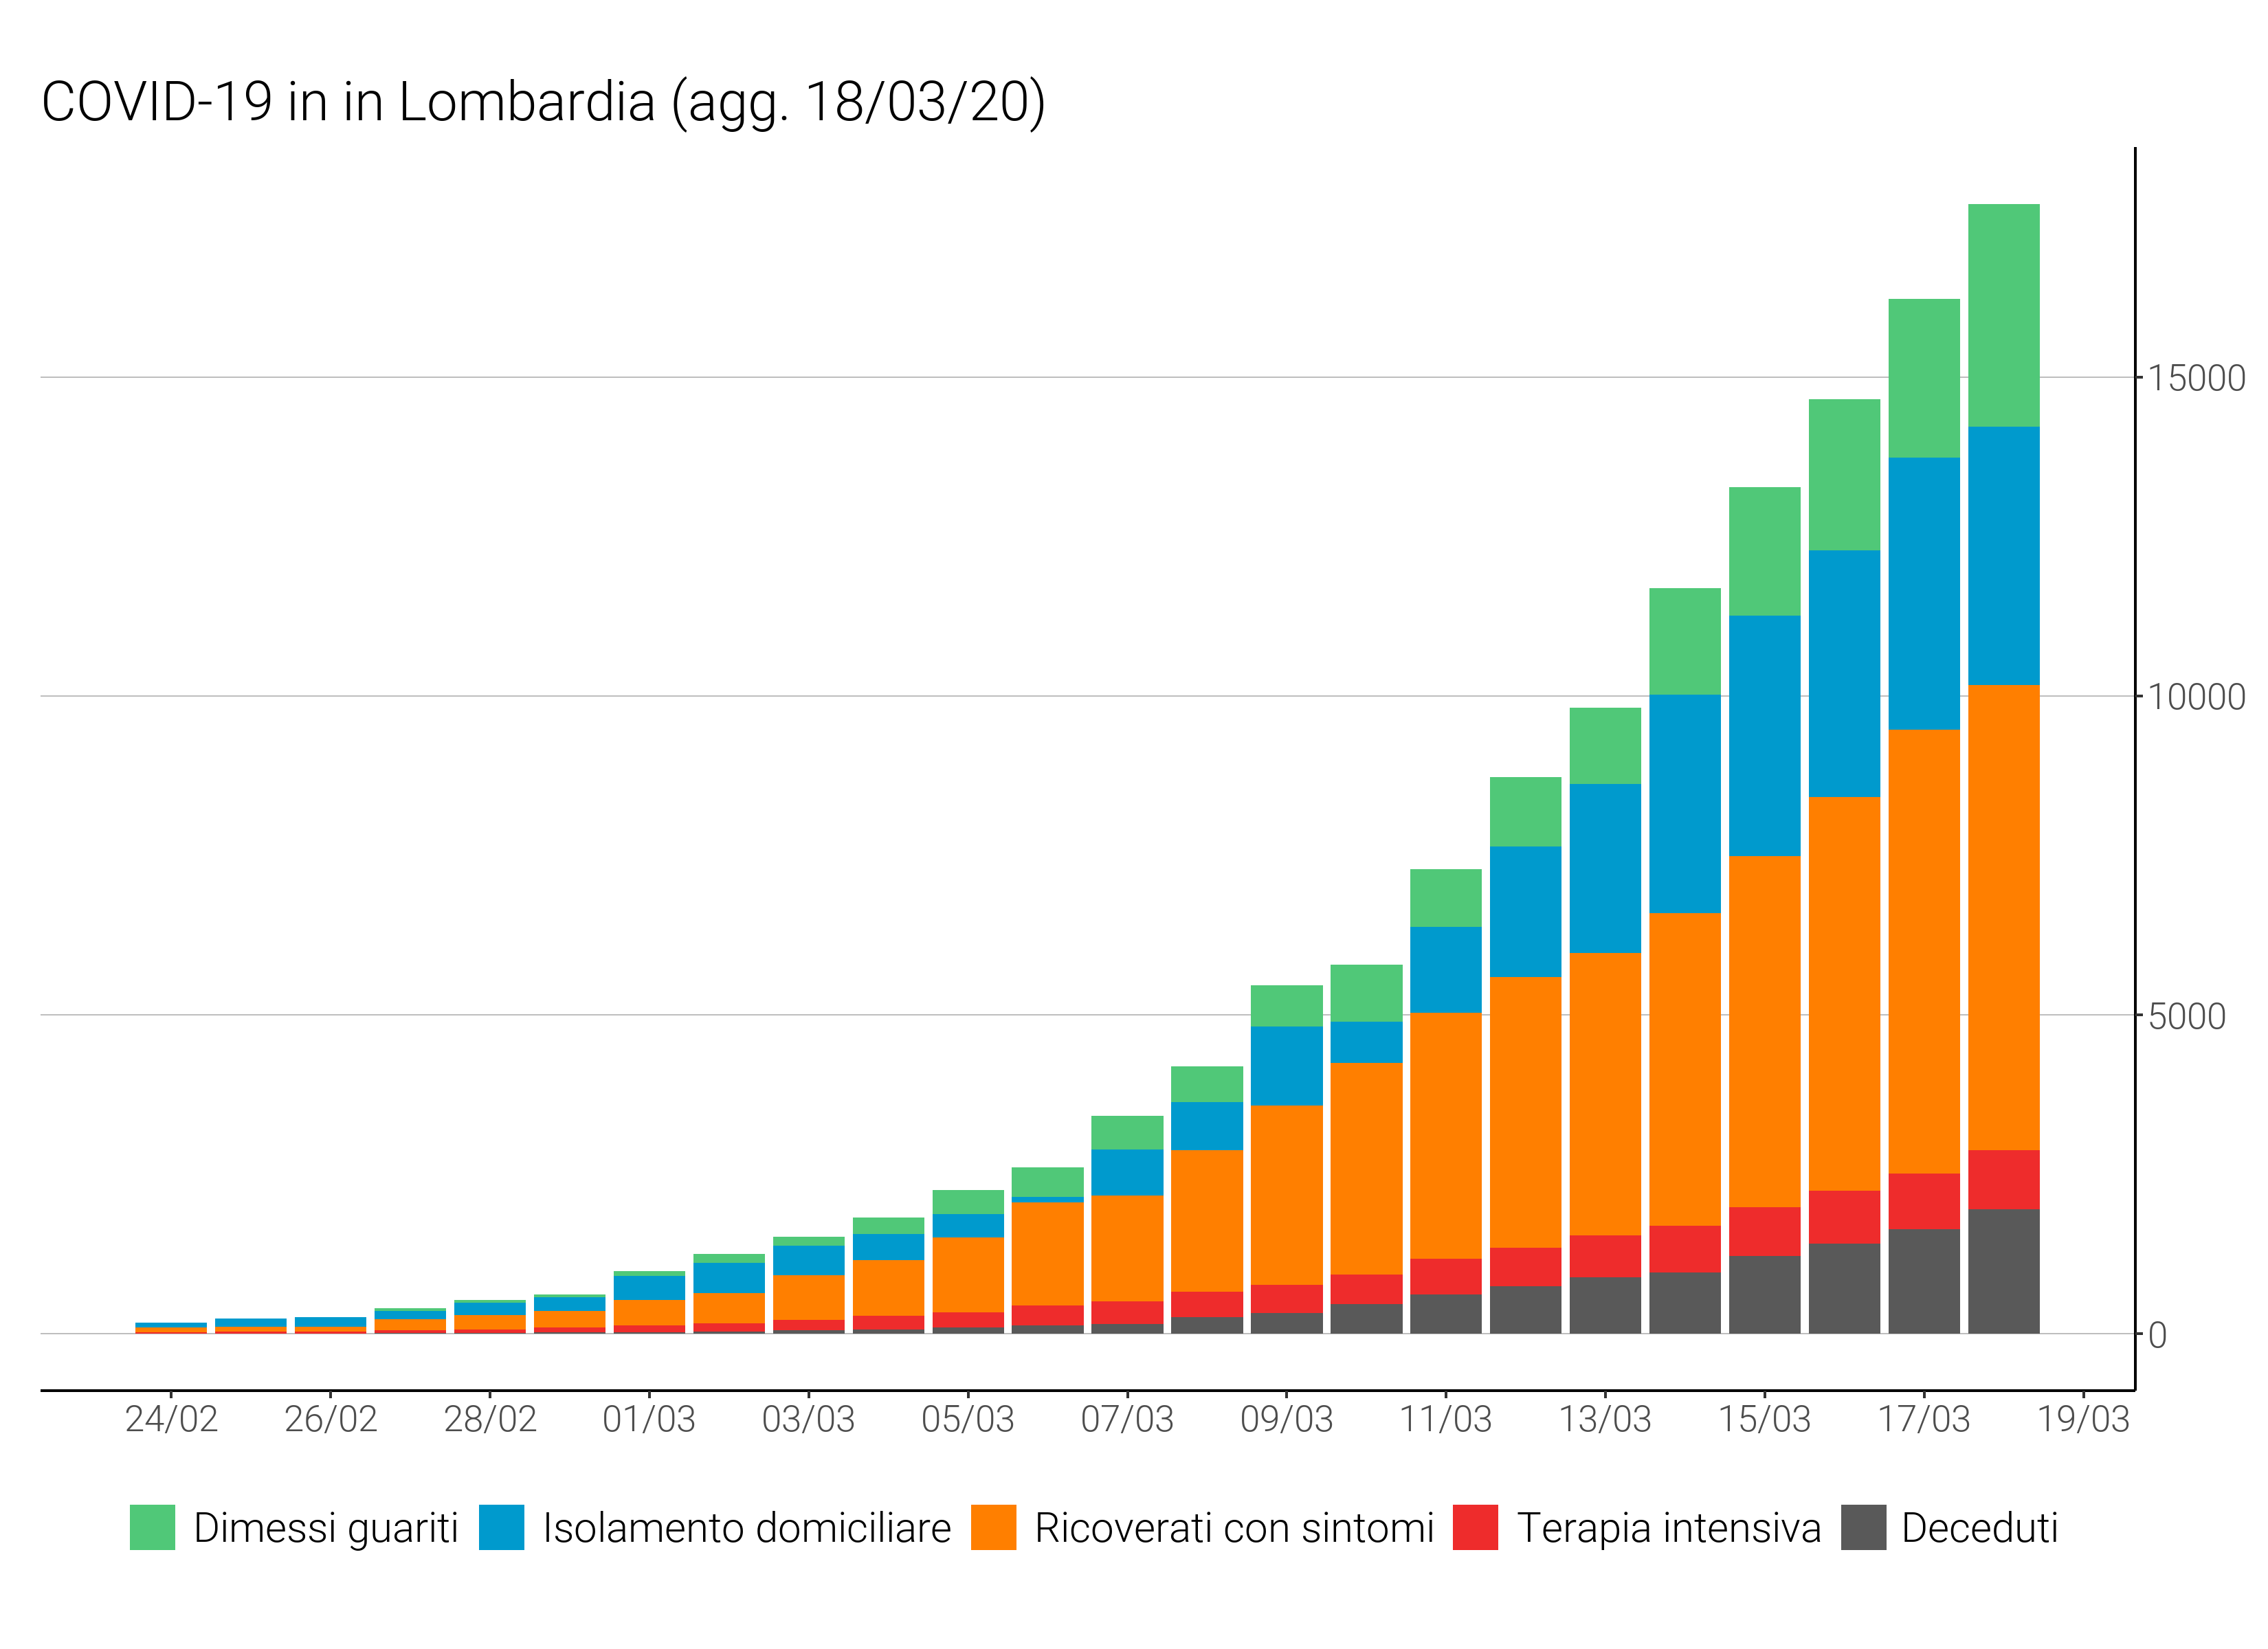 COVID-19 in in Lombardia (agg. 18/03/20)
15000
10000
5000
0
24/02 26/02 28/02 01/03 03/03 05/03 07/03 09/03 11/03 13/03 15/03 17/03 19/03
Dimessi guariti Isolamento domiciliare Ricoverati con sintomi Terapia intensiva Deceduti